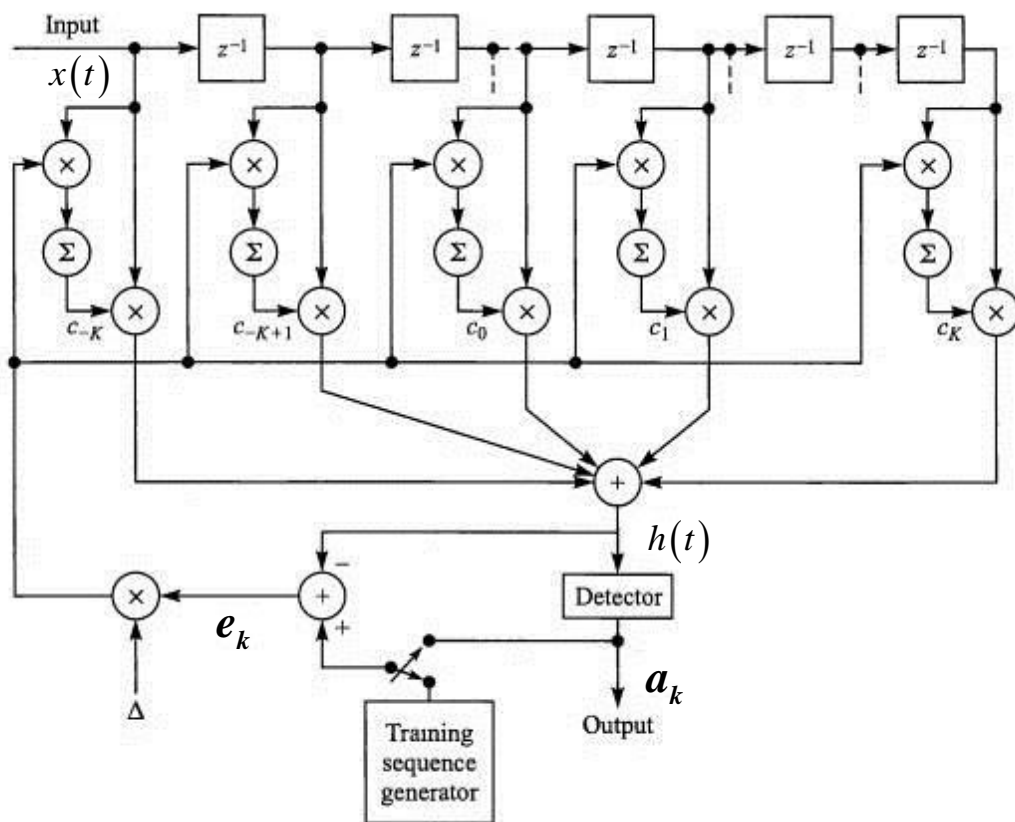 Input
x(t)
z⁻¹ z⁻¹ z⁻¹ z⁻¹ z⁻¹
× × × × ×
Σ Σ Σ Σ Σ
× × × × ×
c₋K c₋K₊₁ c₀ c₁ c_K
+
h(t)
−
× + Detector
+
e_k
a_k
Δ
Output
Training
sequence
generator